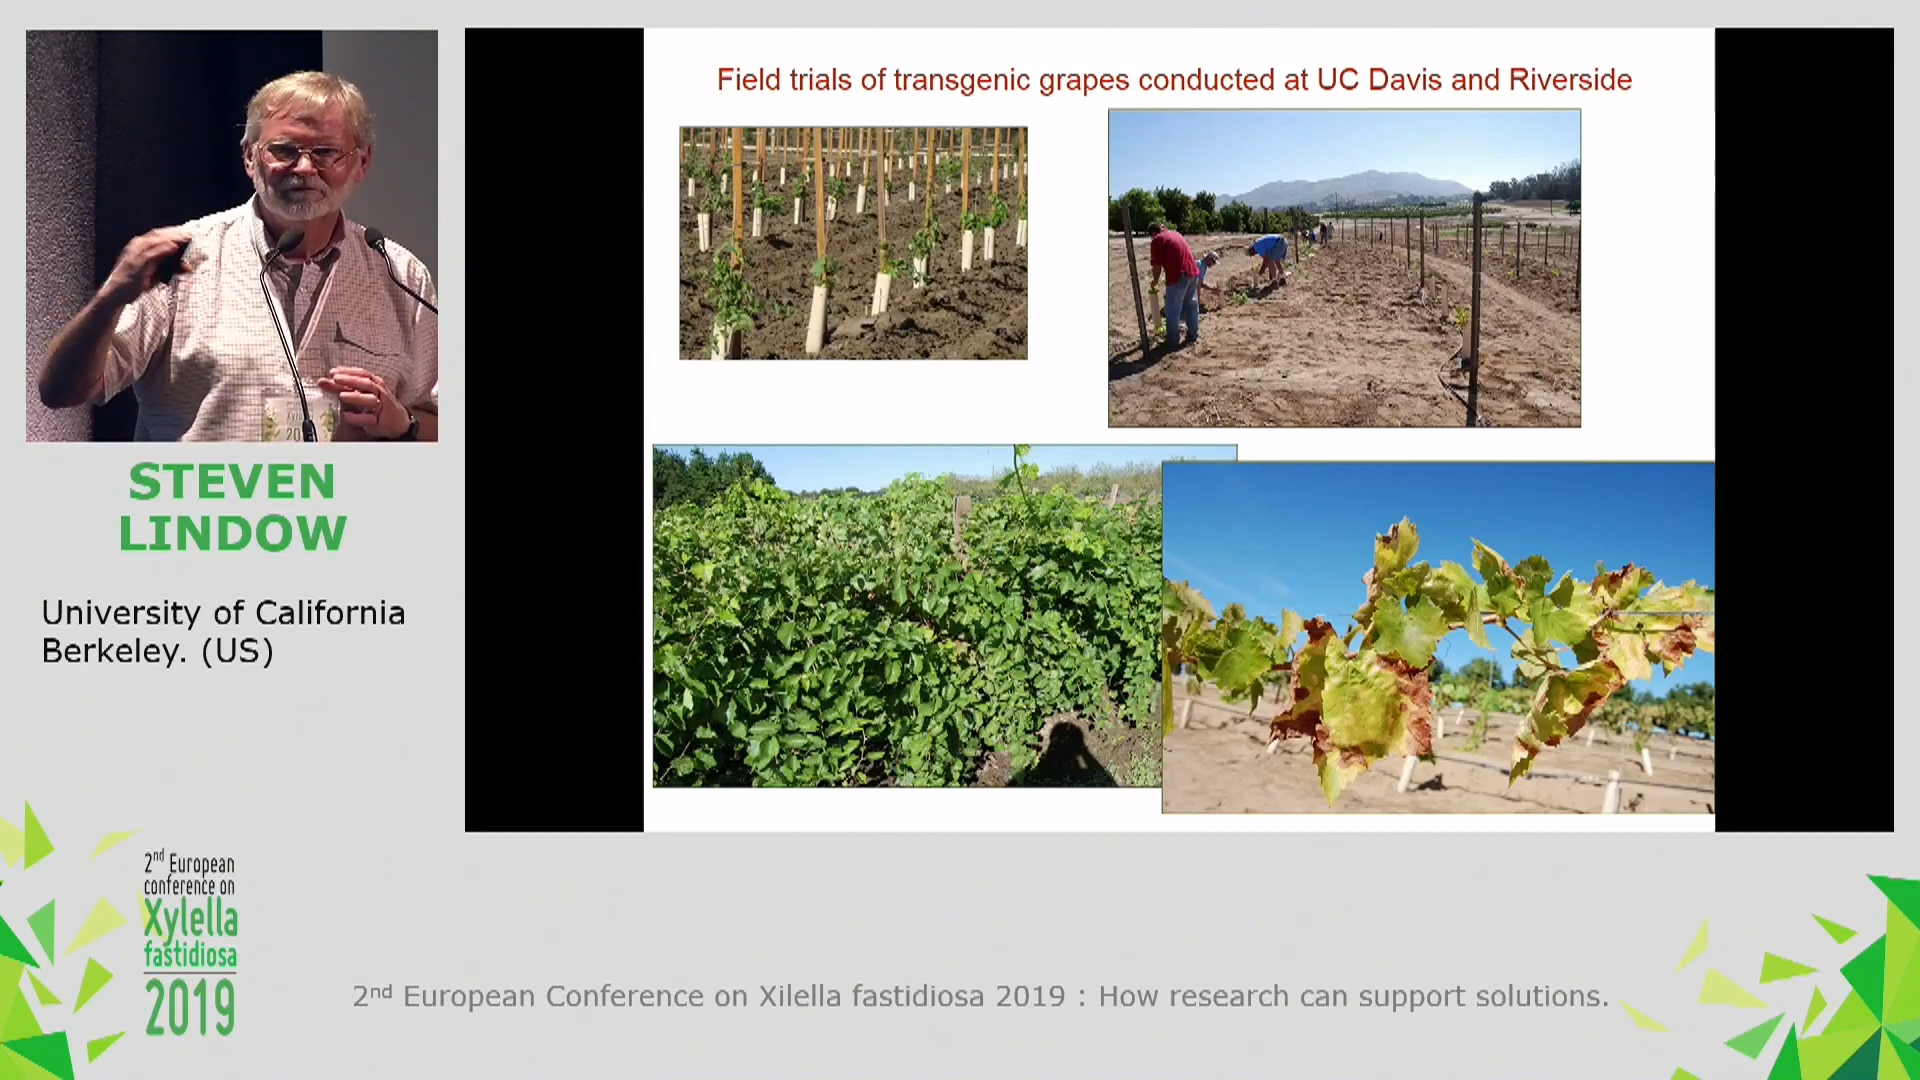 Field trials of transgenic grapes conducted at UC Davis and Riverside
STEVEN
LINDOW
University of California
Berkeley. (US)
2nd European
conference on
Xylella
fastidiosa
2019
2nd European Conference on Xilella fastidiosa 2019 : How research can support solutions.